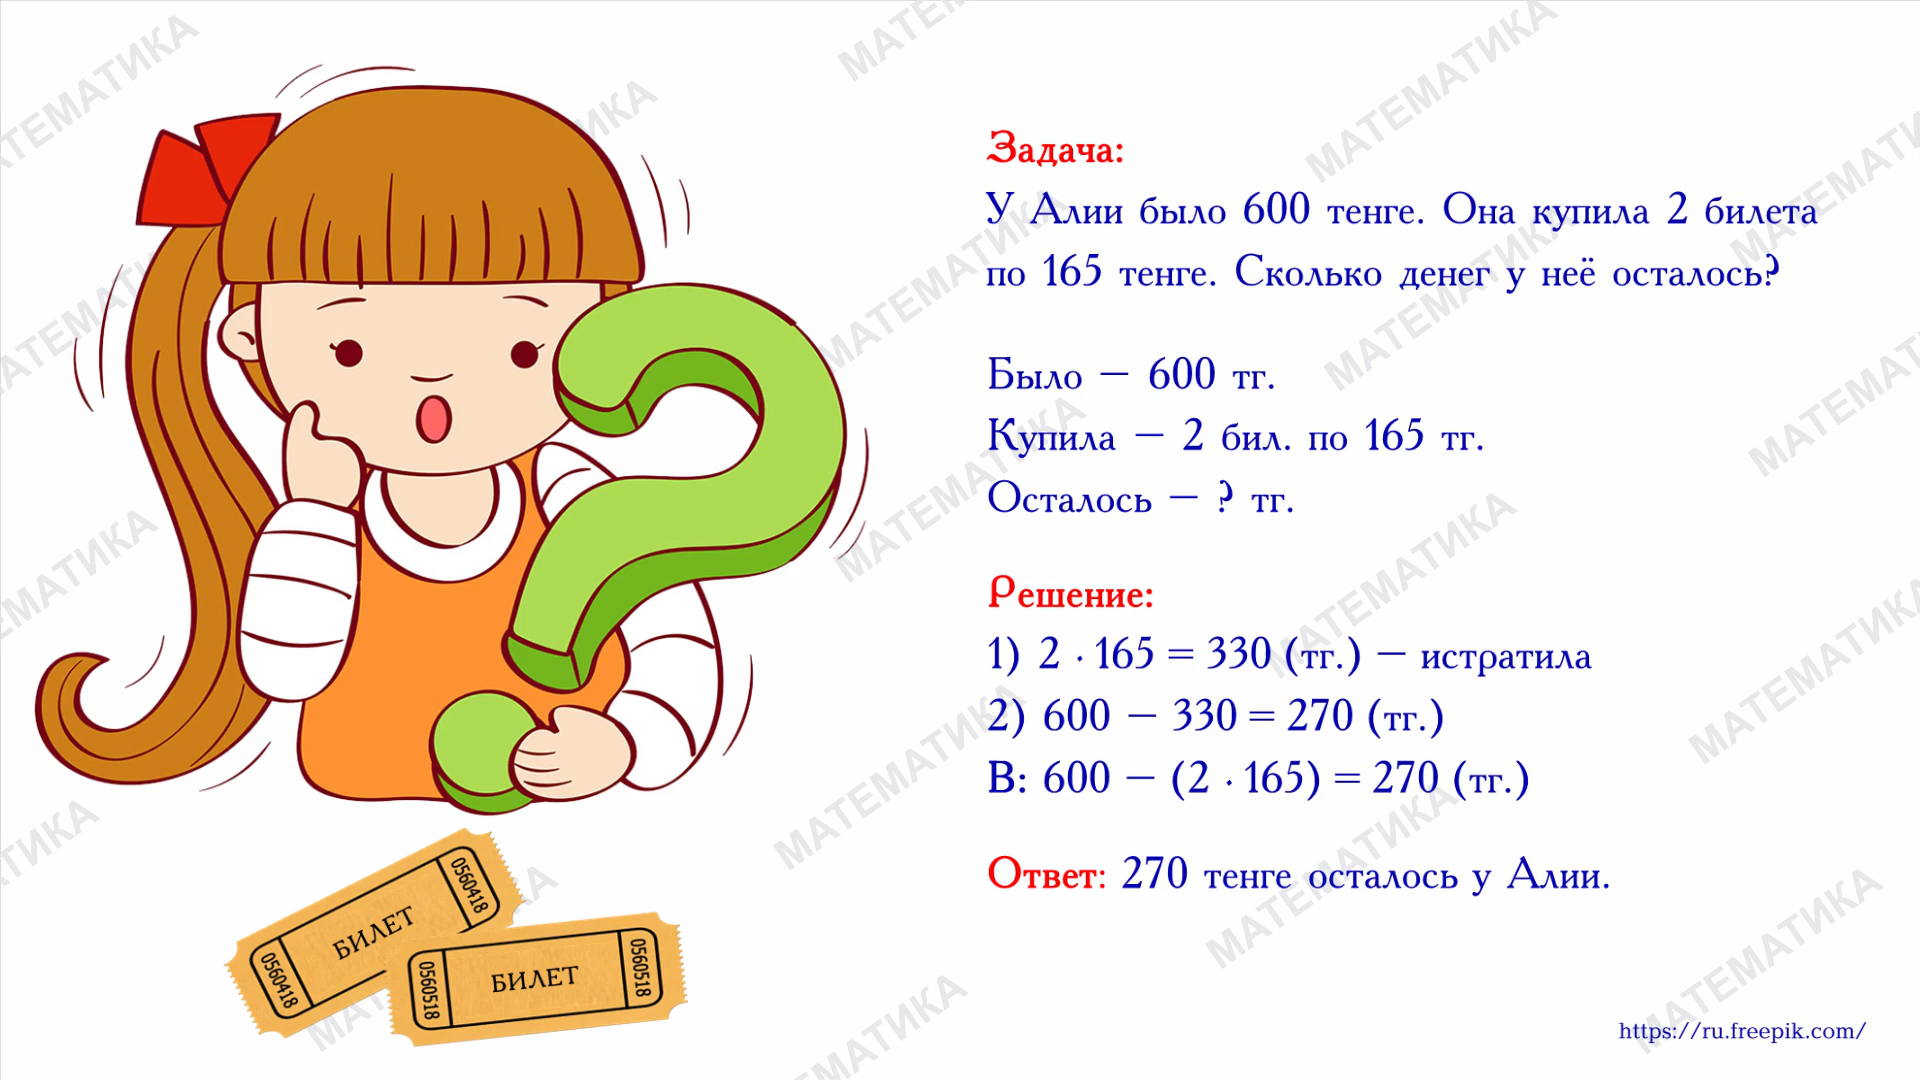 Задача:
У Алии было 600 тенге. Она купила 2 билета
по 165 тенге. Сколько денег у неё осталось?
Было – 600 тг.
Купила – 2 бил. по 165 тг.
Осталось – ? тг.
Решение:
1) 2 · 165 = 330 (тг.) – истратила
2) 600 – 330 = 270 (тг.)
В: 600 – (2 · 165) = 270 (тг.)
Ответ: 270 тенге осталось у Алии.
0560418
БИЛЕТ
0560418
0560518
БИЛЕТ
0560518
https://ru.freepik.com/
МАТЕМАТИКА